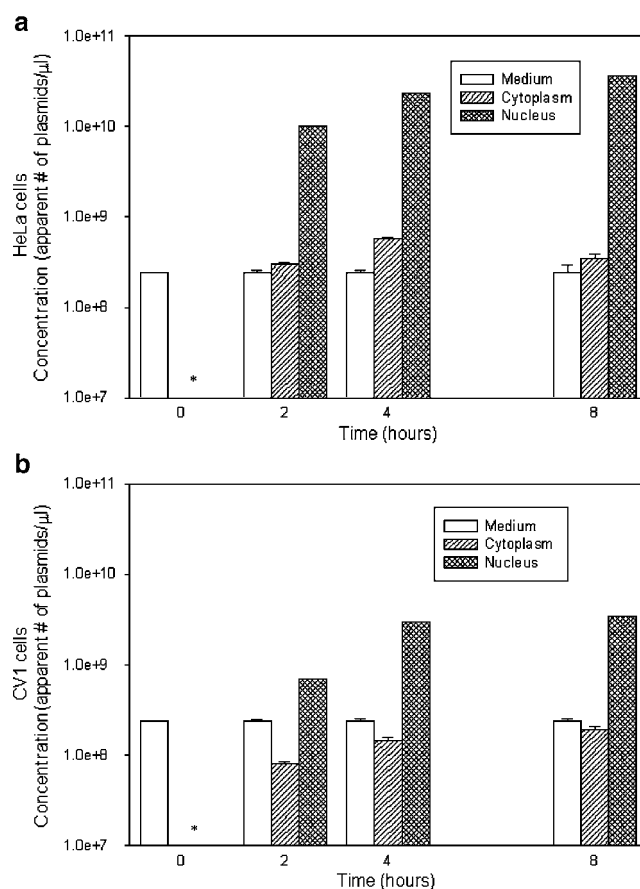 a
1.0e+11
1.0e+10
1.0e+9
1.0e+8
1.0e+7
HeLa cells
Concentration (apparent # of plasmids/µl)
Medium
Cytoplasm
Nucleus
*
0 2 4 8
Time (hours)
b
1.0e+11
1.0e+10
1.0e+9
1.0e+8
1.0e+7
CV1 cells
Concentration (apparent # of plasmids/µl)
Medium
Cytoplasm
Nucleus
*
0 2 4 8
Time (hours)